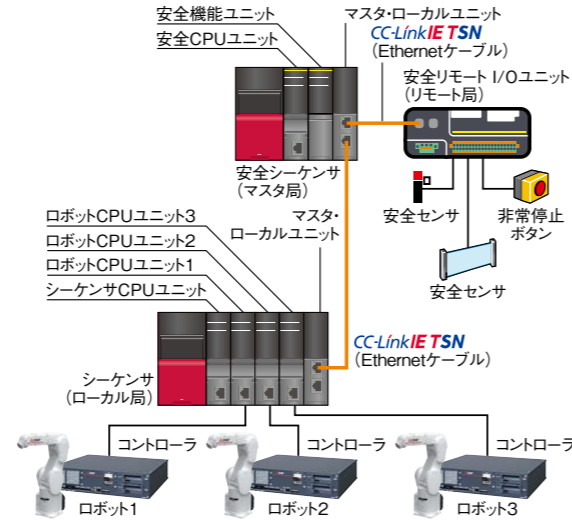 安全機能ユニット
安全CPUユニット
マスタ・ローカルユニット
CC-Link IE TSN
（Ethernetケーブル）
安全リモート I/Oユニット
（リモート局）
安全シーケンサ
（マスタ局）
安全センサ
非常停止
ボタン
安全センサ
ロボットCPUユニット3
ロボットCPUユニット2
ロボットCPUユニット1
シーケンサCPUユニット
マスタ・
ローカルユニット
CC-Link IE TSN
（Ethernetケーブル）
シーケンサ
（ローカル局）
コントローラ
コントローラ
コントローラ
ロボット1
ロボット2
ロボット3